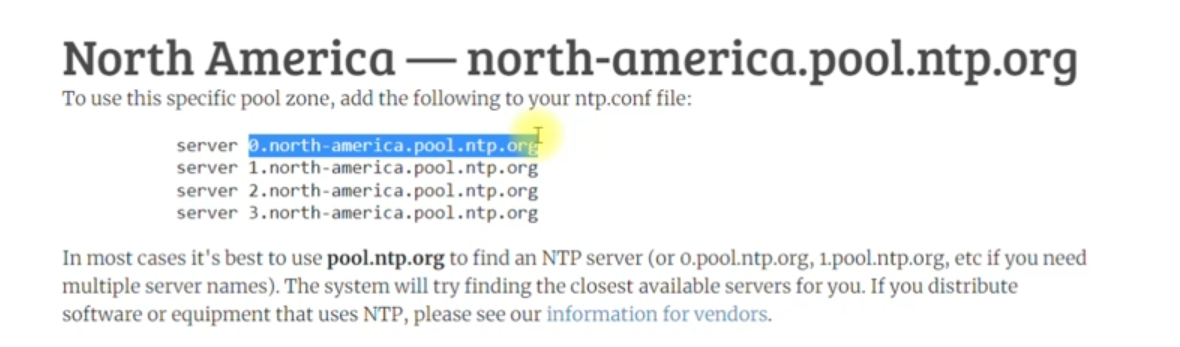 North America — north-america.pool.ntp.org
To use this specific pool zone, add the following to your ntp.conf file:
server 0.north-america.pool.ntp.org
server 1.north-america.pool.ntp.org
server 2.north-america.pool.ntp.org
server 3.north-america.pool.ntp.org
In most cases it's best to use pool.ntp.org to find an NTP server (or 0.pool.ntp.org, 1.pool.ntp.org, etc if you need
multiple server names). The system will try finding the closest available servers for you. If you distribute
software or equipment that uses NTP, please see our information for vendors.